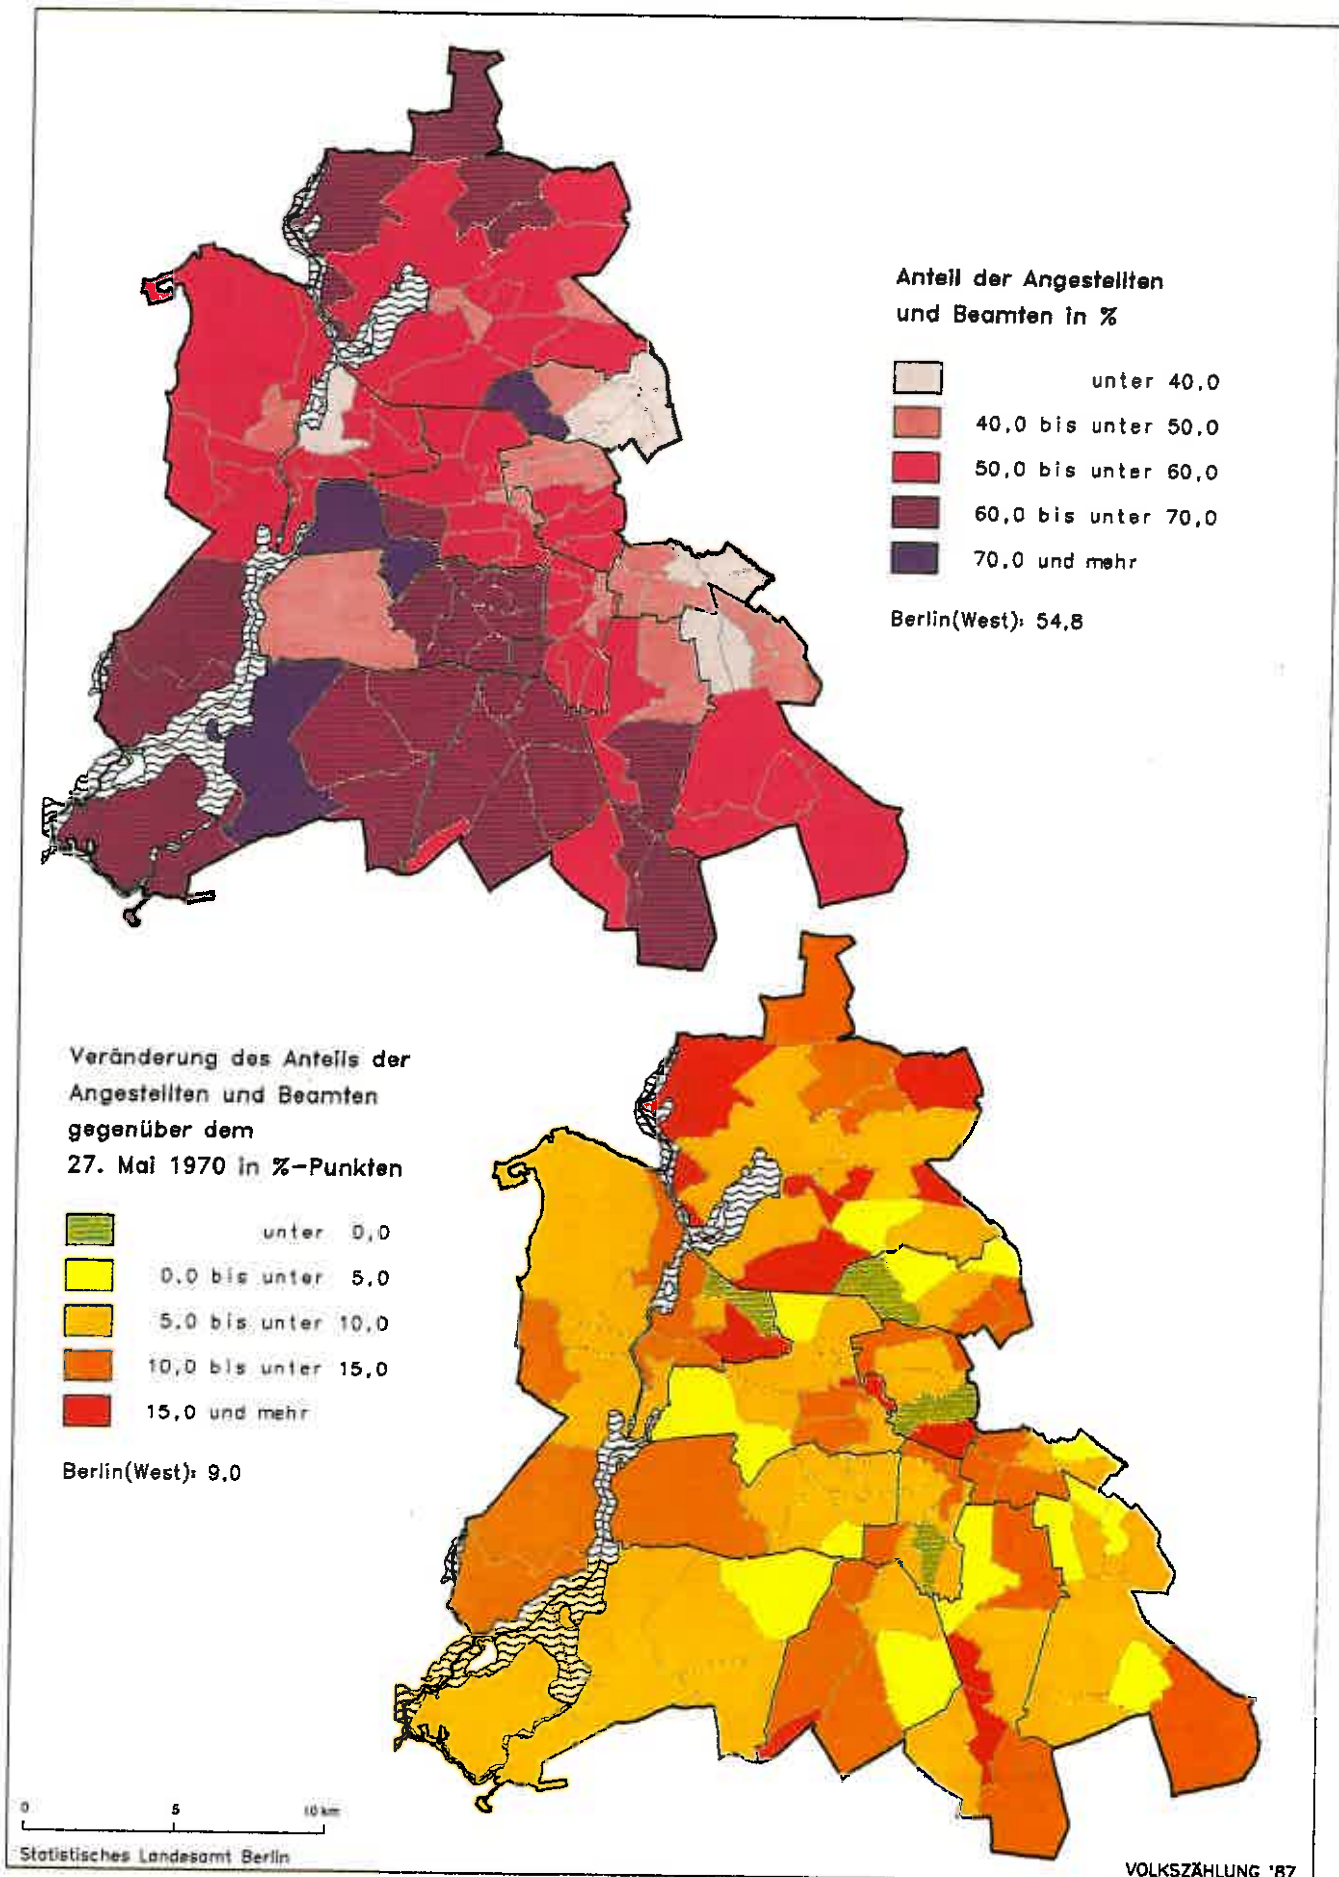 Anteil der Angestellten
und Beamten in %
unter 40,0
40,0 bis unter 50,0
50,0 bis unter 60,0
60,0 bis unter 70,0
70,0 und mehr
Berlin(West): 54,8
Veränderung des Anteils der
Angestellten und Beamten
gegenüber dem
27. Mai 1970 in %-Punkten
unter 0,0
0,0 bis unter 5,0
5,0 bis unter 10,0
10,0 bis unter 15,0
15,0 und mehr
Berlin(West): 9,0
0 5 10 km
Statistisches Landesamt Berlin
VOLKSZÄHLUNG '87